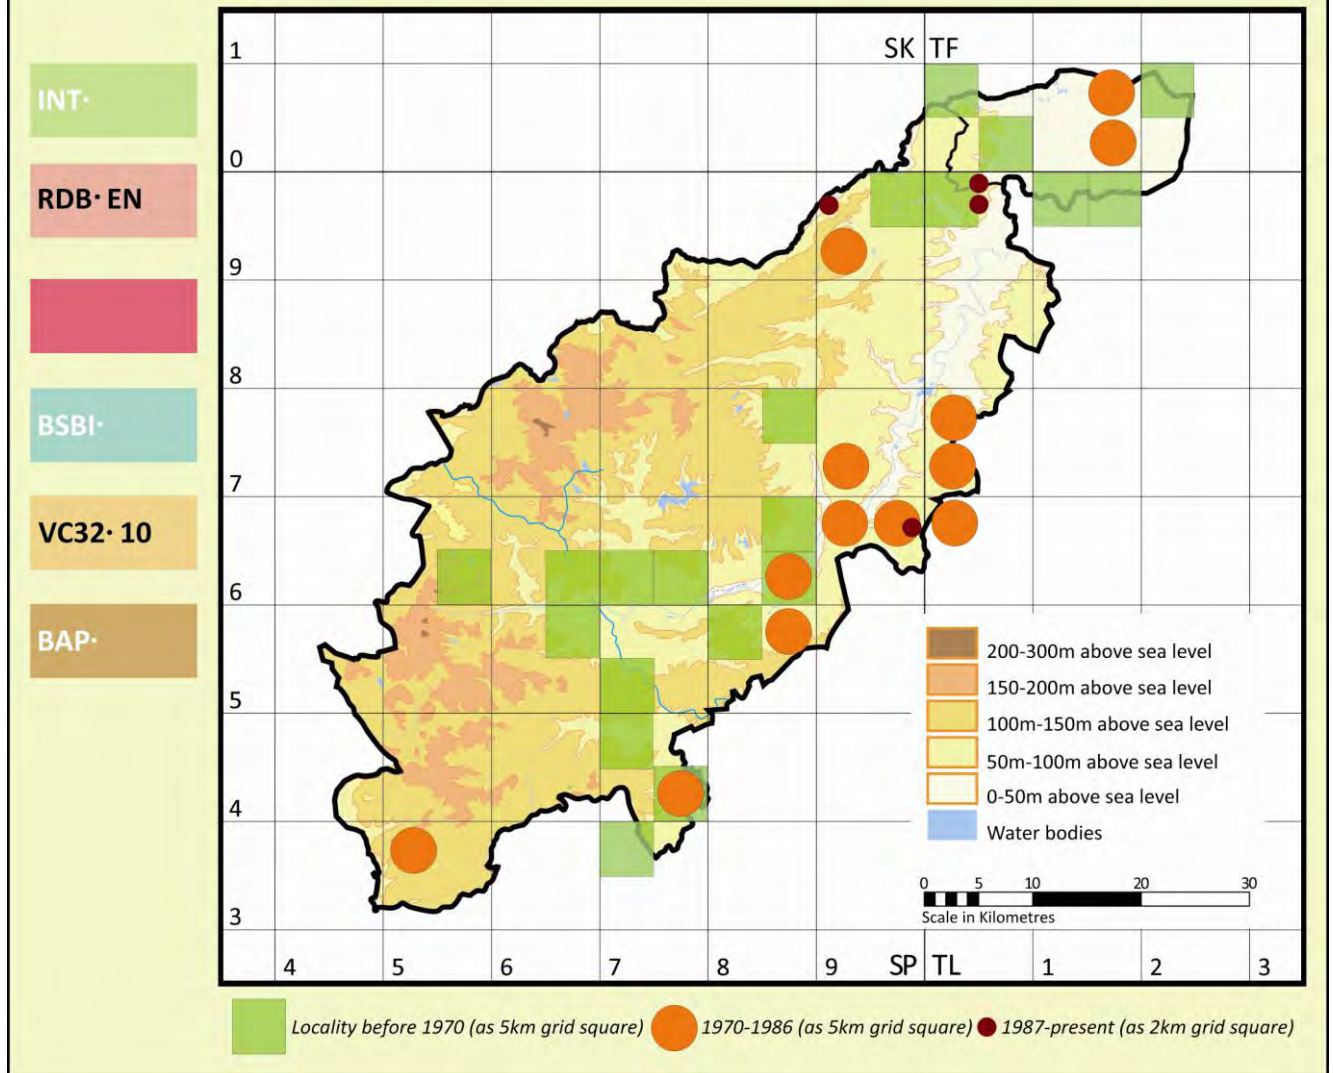 INT·
RDB· EN
BSBI·
VC32· 10
BAP·
1
SK TF
0
9
8
7
6
5
4
3
4 5 6 7 8 9 SP TL 1 2 3
200-300m above sea level
150-200m above sea level
100m-150m above sea level
50m-100m above sea level
0-50m above sea level
Water bodies
0 5 10 20 30
Scale in Kilometres
Locality before 1970 (as 5km grid square) 1970-1986 (as 5km grid square) 1987-present (as 2km grid square)